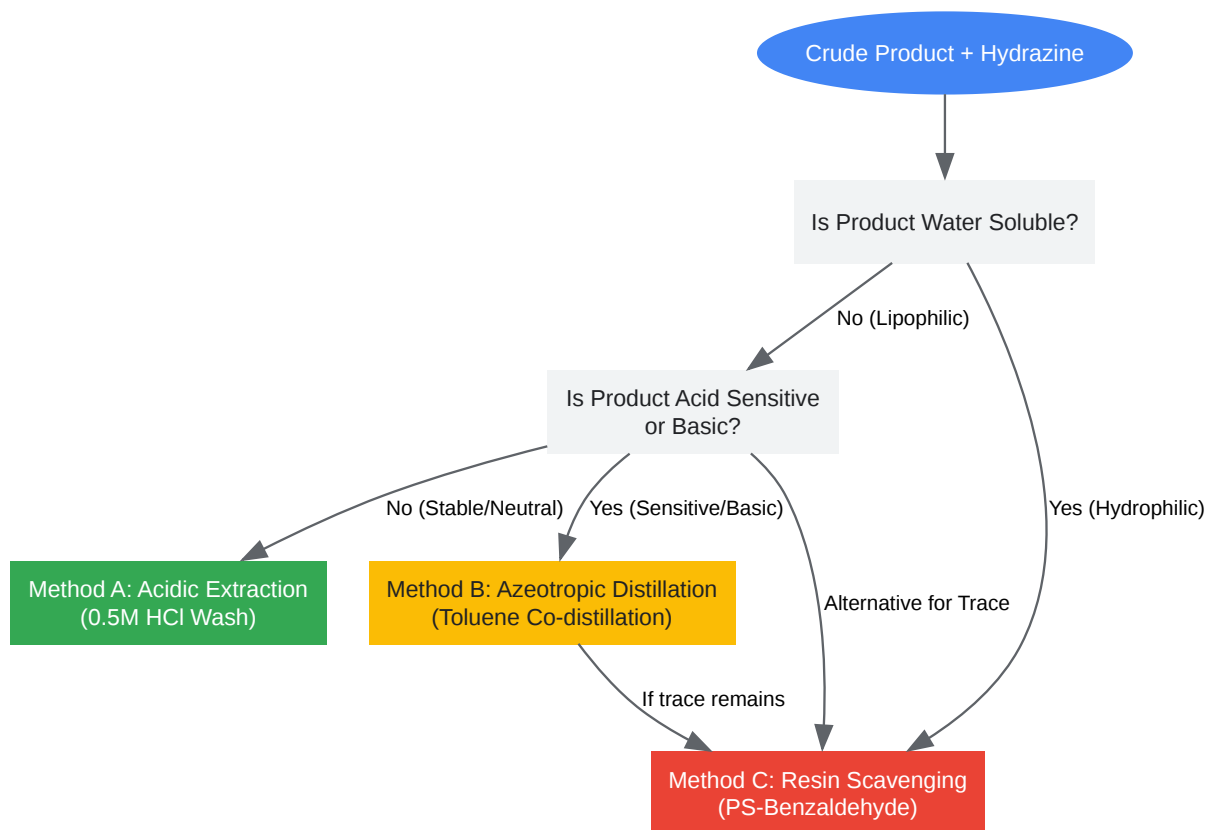 Crude Product + Hydrazine
Is Product Water Soluble?
No (Lipophilic)
Is Product Acid Sensitive
or Basic?
No (Stable/Neutral)
Yes (Sensitive/Basic)
Yes (Hydrophilic)
Method A: Acidic Extraction
(0.5M HCl Wash)
Method B: Azeotropic Distillation
(Toluene Co-distillation)
Alternative for Trace
If trace remains
Method C: Resin Scavenging
(PS-Benzaldehyde)